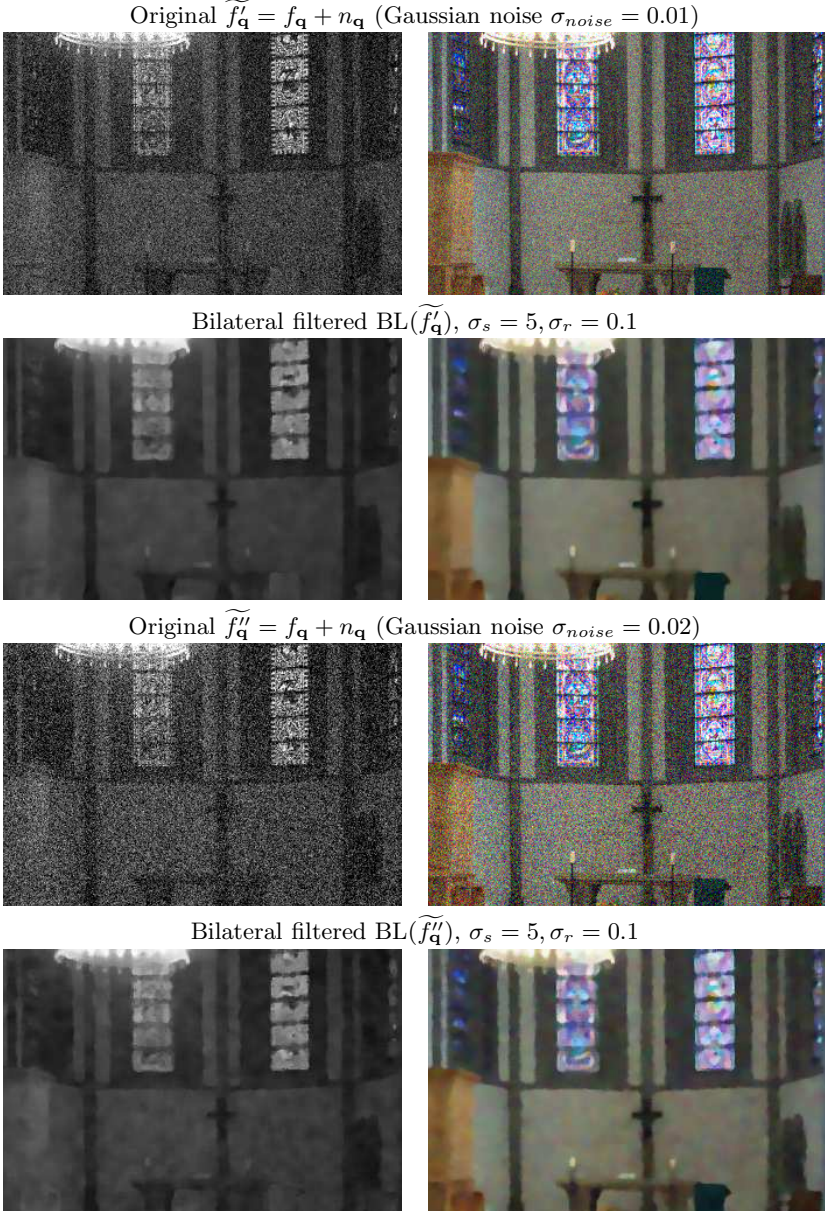 Original $\widetilde{f'_{\mathbf{q}}} = f_{\mathbf{q}} + n_{\mathbf{q}}$ (Gaussian noise $\sigma_{noise} = 0.01$)
Bilateral filtered BL($\widetilde{f'_{\mathbf{q}}}$), $\sigma_s = 5, \sigma_r = 0.1$
Original $\widetilde{f''_{\mathbf{q}}} = f_{\mathbf{q}} + n_{\mathbf{q}}$ (Gaussian noise $\sigma_{noise} = 0.02$)
Bilateral filtered BL($\widetilde{f''_{\mathbf{q}}}$), $\sigma_s = 5, \sigma_r = 0.1$